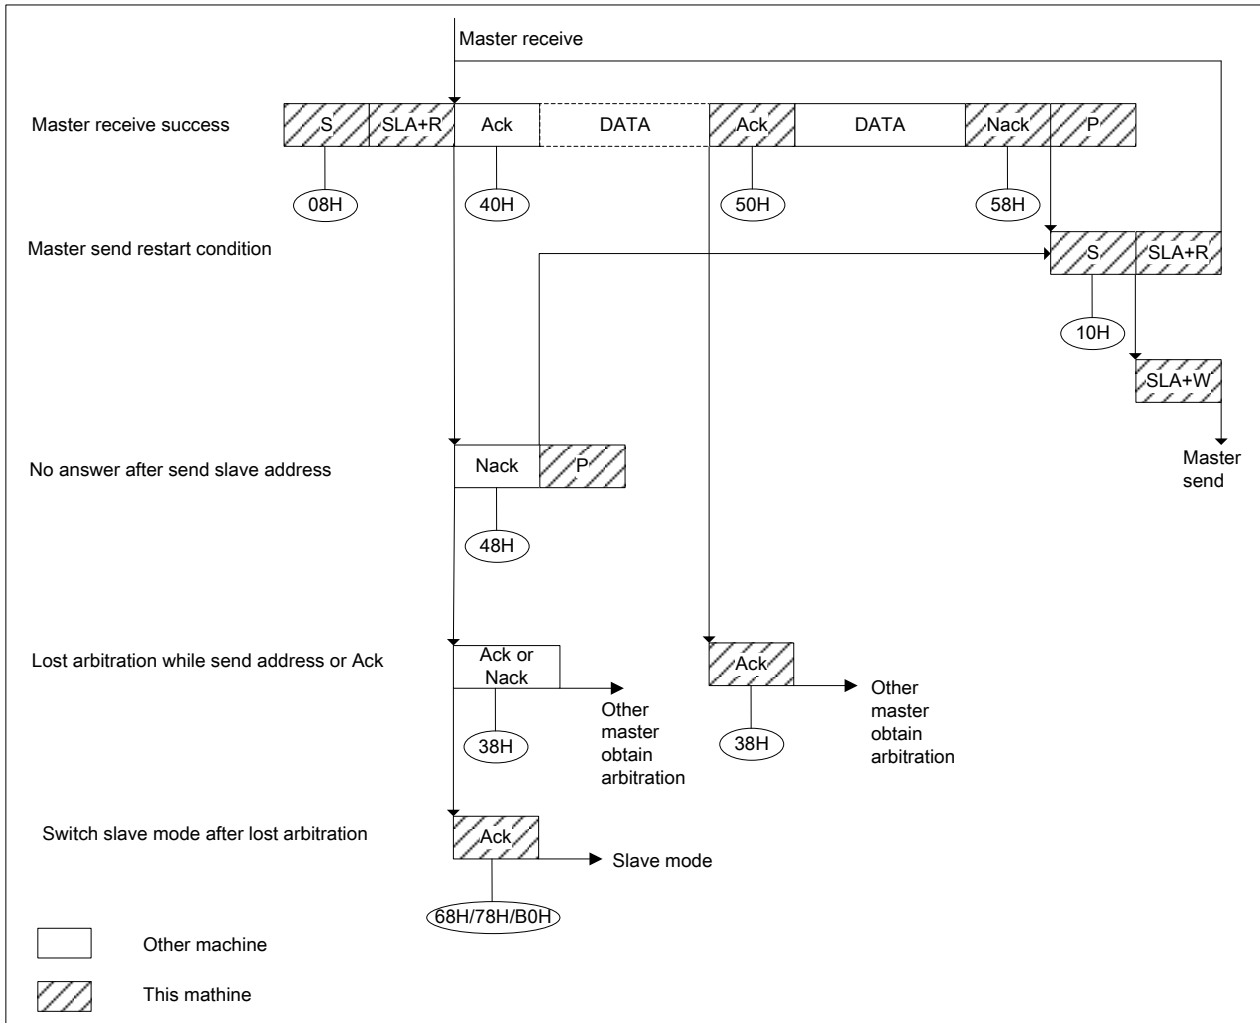 Master receive
Master receive success
S
SLA+R
Ack
DATA
Ack
DATA
Nack
P
08H
40H
50H
58H
Master send restart condition
S
SLA+R
10H
SLA+W
Master
send
No answer after send slave address
Nack
P
48H
Lost arbitration while send address or Ack
Ack or
Nack
Other
master
obtain
arbitration
38H
Ack
Other
master
obtain
arbitration
38H
Switch slave mode after lost arbitration
Ack
Slave mode
68H/78H/B0H
Other machine
This mathine